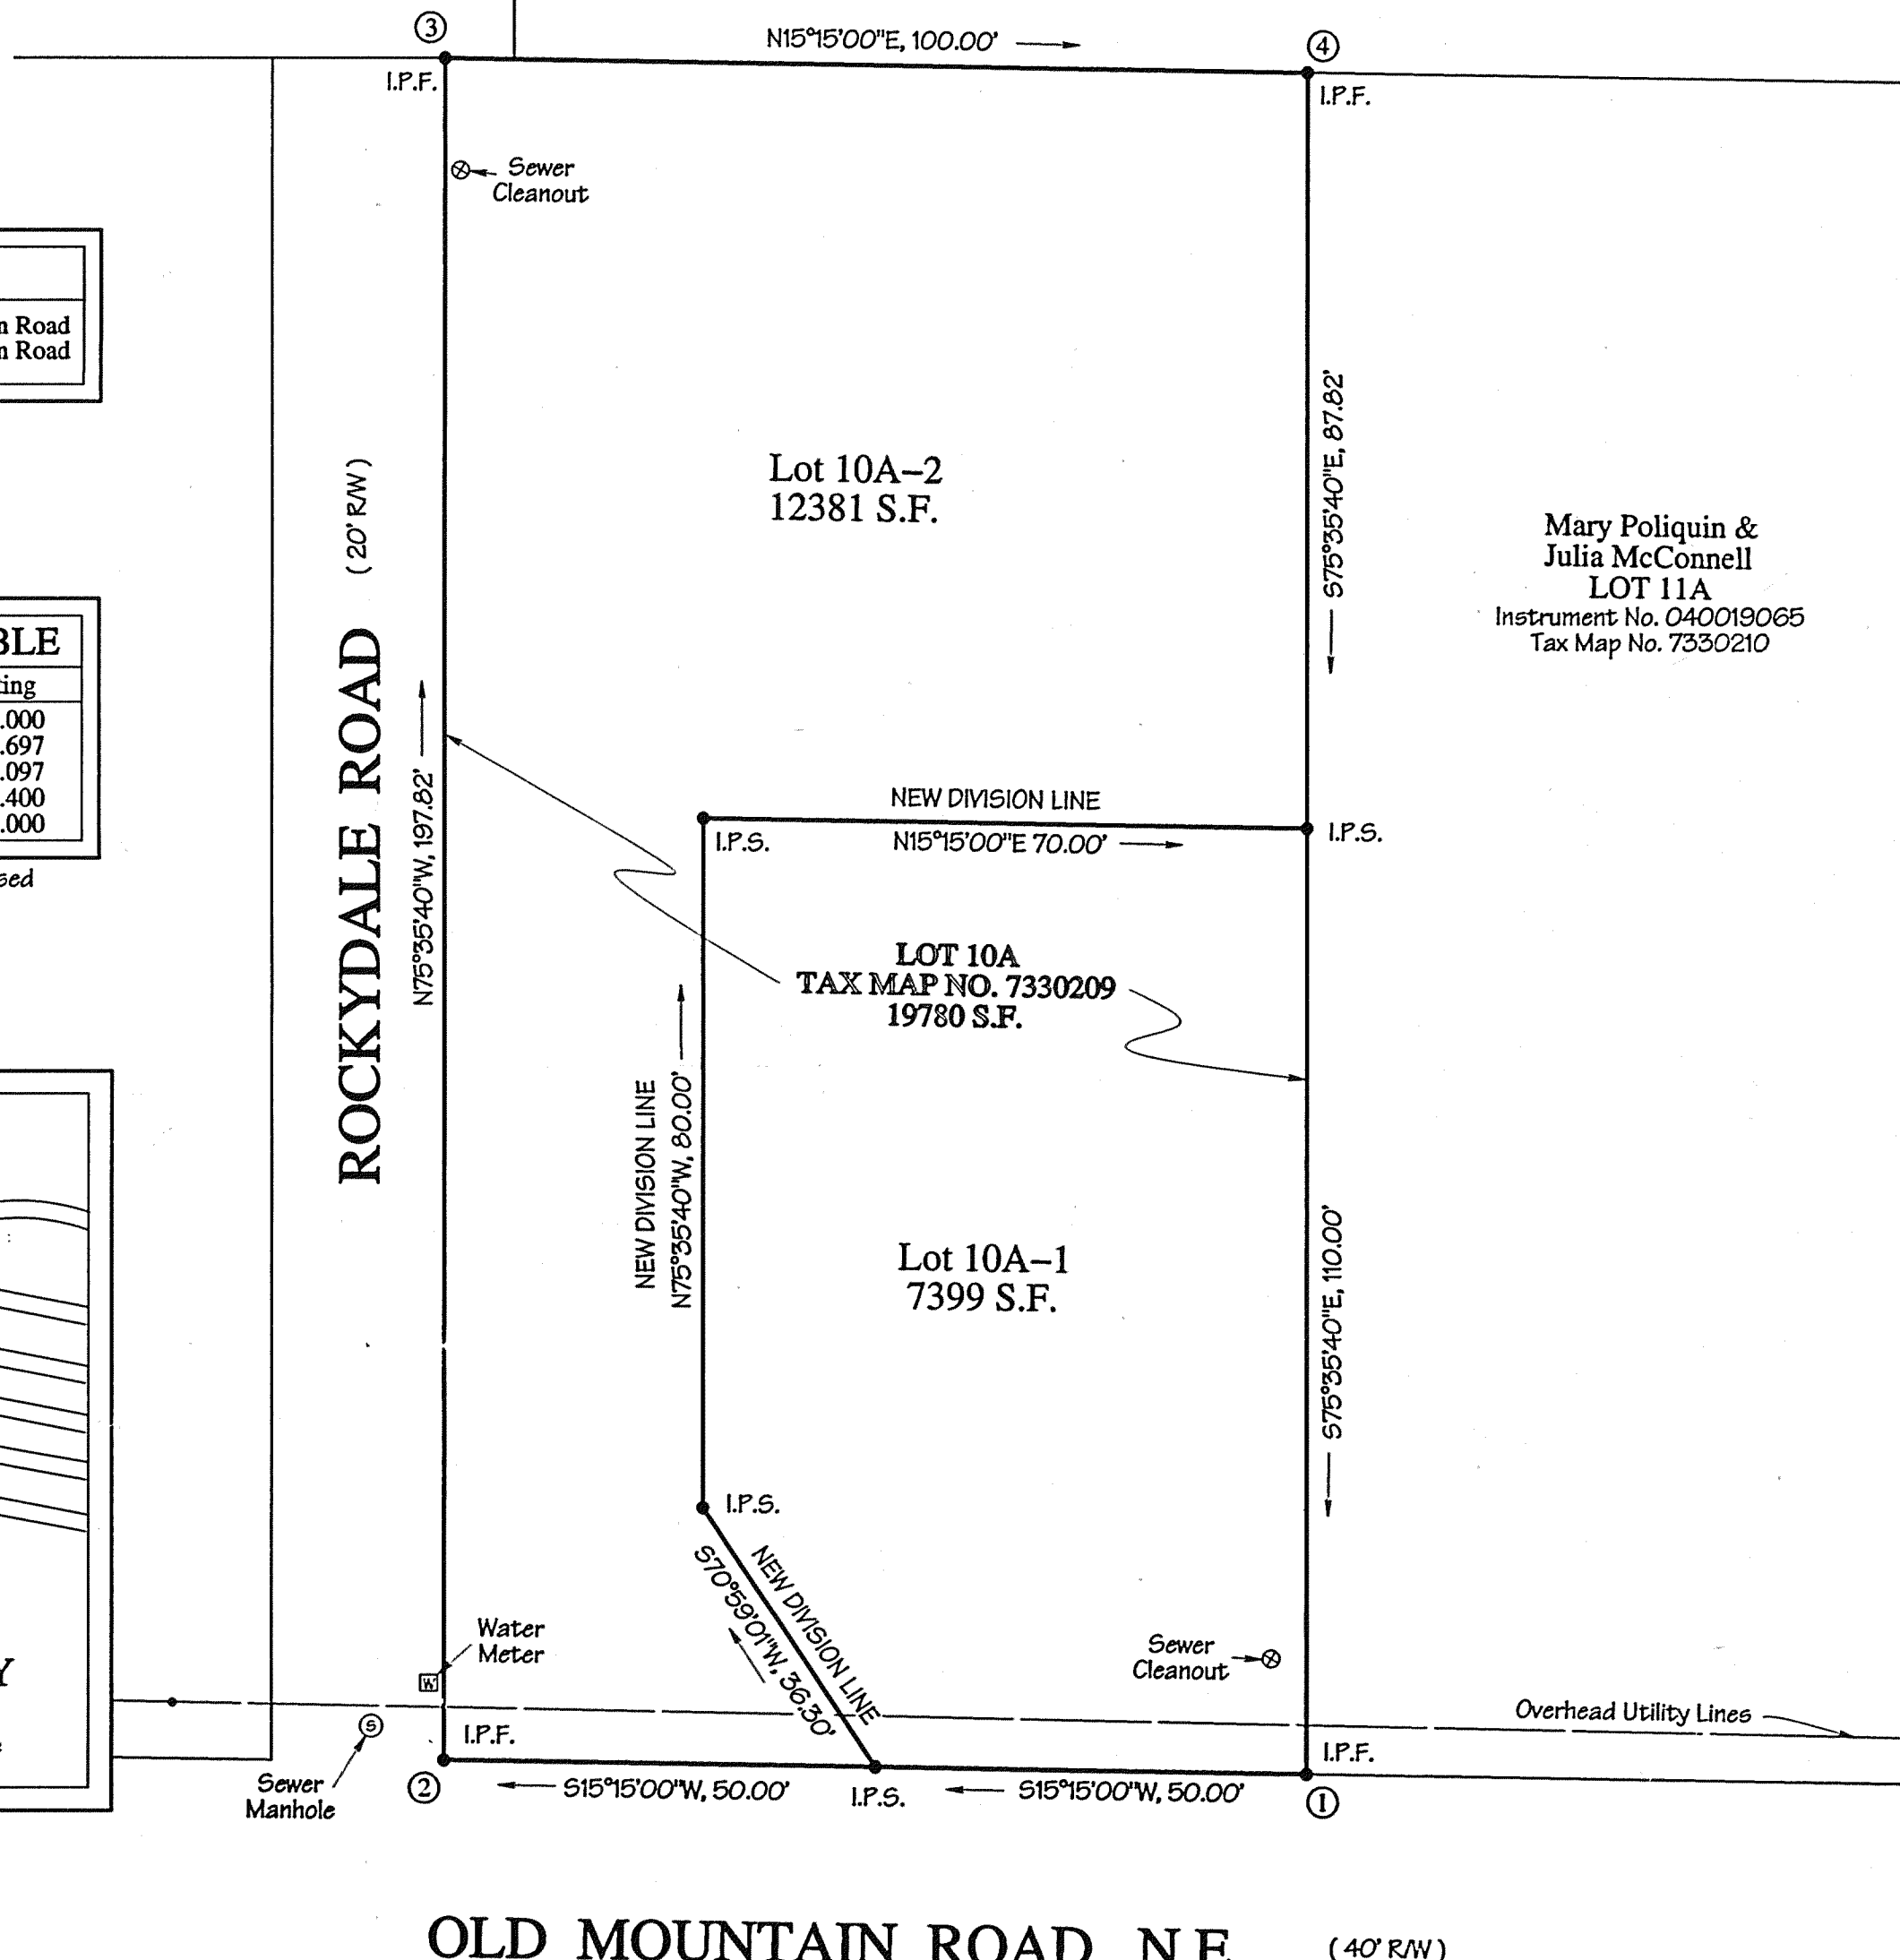 3
N15°15'00"E, 100.00'
4
I.P.F.
I.P.F.
Sewer
Cleanout
n Road
n Road
(20' R/W)
ROCKYDALE ROAD
N75°35'40"W, 197.82'
Lot 10A–2
12381 S.F.
S75°35'40"E, 87.82'
Mary Poliquin &
Julia McConnell
LOT 11A
Instrument No. 040019065
Tax Map No. 7330210
BLE
ing
.000
.697
.097
.400
.000
sed
NEW DIVISION LINE
N15°15'00"E 70.00'
I.P.S.
I.P.S.
LOT 10A
TAX MAP NO. 7330209
19780 S.F.
NEW DIVISION LINE
N75°35'40"W, 80.00'
Lot 10A–1
7399 S.F.
S75°35'40"E, 110.00'
I.P.S.
NEW DIVISION LINE
S70°59'01"W, 36.30'
Water
Meter
W
Sewer
Cleanout
Y
Overhead Utility Lines
S
I.P.F.
I.P.F.
Sewer
Manhole
2
S15°15'00"W, 50.00'
I.P.S.
S15°15'00"W, 50.00'
1
OLD MOUNTAIN ROAD, N.E.
(40' R/W)